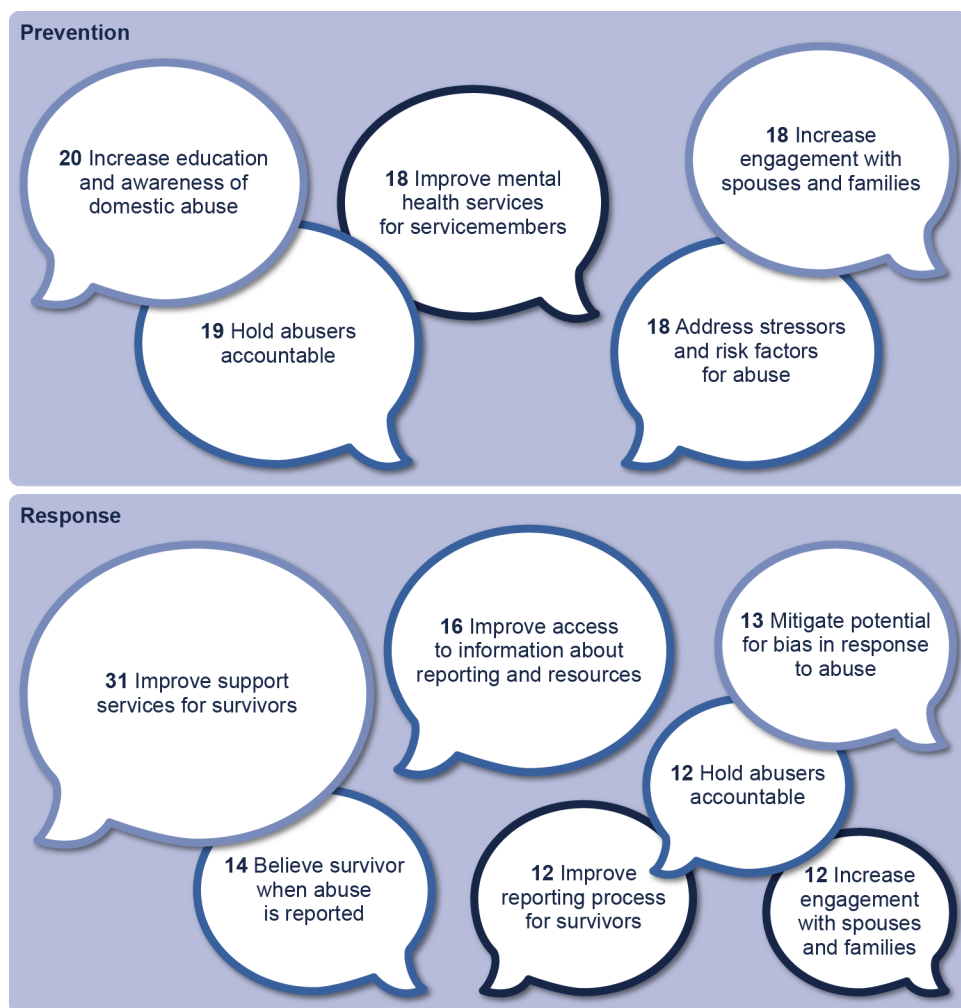 Prevention
20 Increase education
and awareness of
domestic abuse
18 Improve mental
health services
for servicemembers
18 Increase
engagement with
spouses and families
19 Hold abusers
accountable
18 Address stressors
and risk factors
for abuse
Response
31 Improve support
services for survivors
16 Improve access
to information about
reporting and resources
13 Mitigate potential
for bias in response
to abuse
12 Hold abusers
accountable
14 Believe survivor
when abuse
is reported
12 Improve
reporting process
for survivors
12 Increase
engagement
with spouses
and families